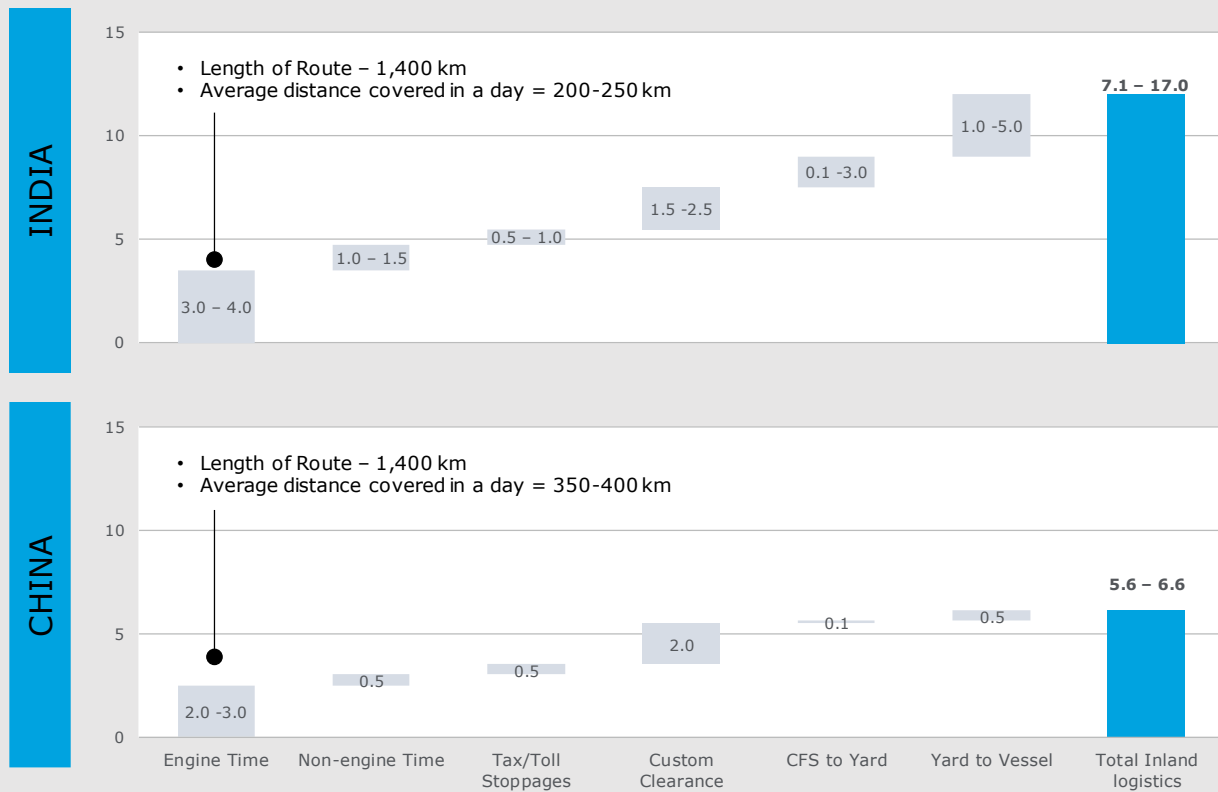 INDIA
15
10
5
0
• Length of Route – 1,400 km
• Average distance covered in a day = 200-250 km
3.0 – 4.0
1.0 – 1.5
0.5 – 1.0
1.5 -2.5
0.1 -3.0
1.0 -5.0
7.1 – 17.0
CHINA
15
10
5
0
• Length of Route – 1,400 km
• Average distance covered in a day = 350-400 km
2.0 -3.0
0.5
0.5
2.0
0.1
0.5
5.6 – 6.6
Engine Time
Non-engine Time
Tax/Toll
Stoppages
Custom
Clearance
CFS to Yard
Yard to Vessel
Total Inland
logistics